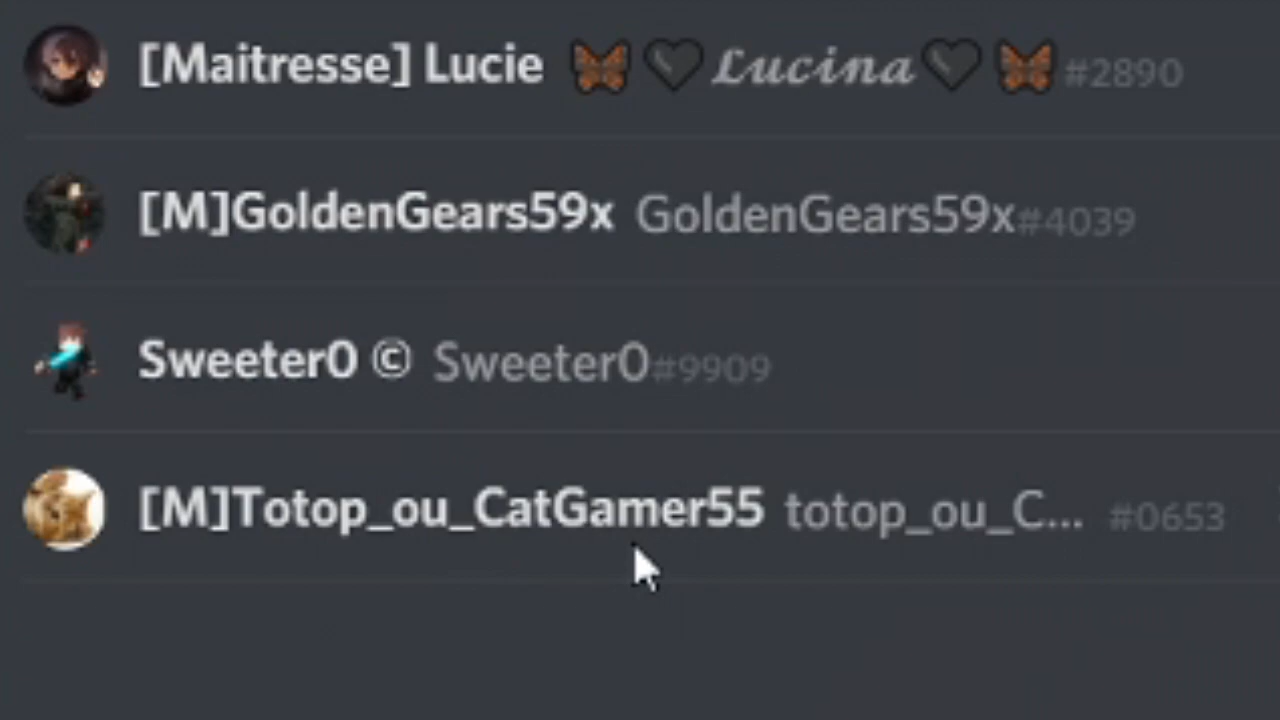 [Maitresse] Lucie 🦋🖤𝓛𝓾𝓬𝓲𝓷𝓪🖤🦋#2890
[M]GoldenGears59x GoldenGears59x#4039
Sweeter0 © Sweeter0#9909
[M]Totop_ou_CatGamer55 totop_ou_C... #0653